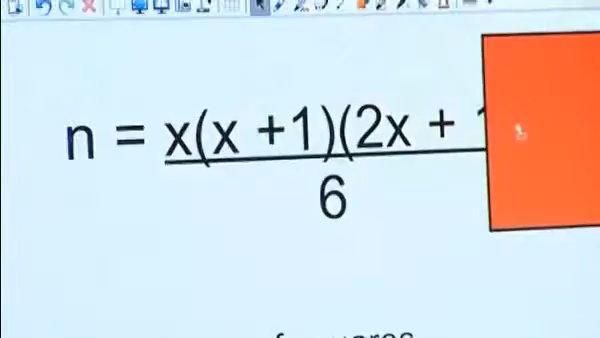 n = x(x +1)(2x +
6